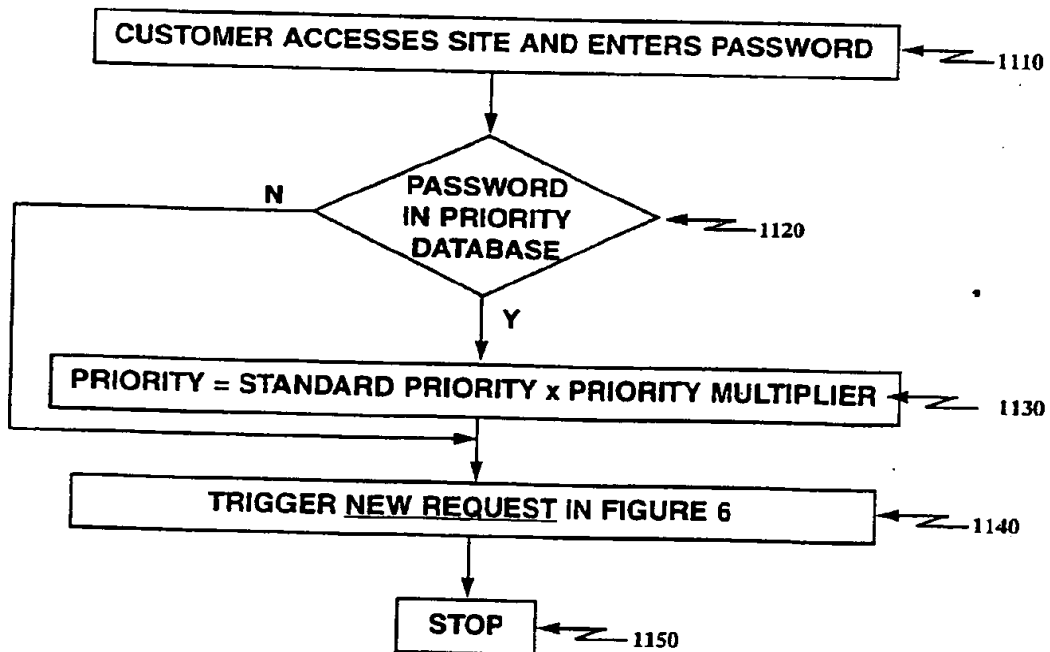 CUSTOMER ACCESSES SITE AND ENTERS PASSWORD
1110
N
PASSWORD
IN PRIORITY
DATABASE
1120
Y
PRIORITY = STANDARD PRIORITY x PRIORITY MULTIPLIER
1130
TRIGGER NEW REQUEST IN FIGURE 6
1140
STOP
1150